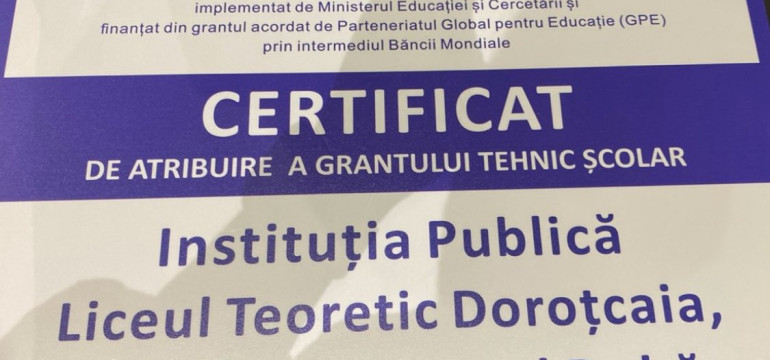 implementat de Ministerul Educației și Cercetării și
finanțat din grantul acordat de Parteneriatul Global pentru Educație (GPE)
prin intermediul Băncii Mondiale
CERTIFICAT
DE ATRIBUIRE A GRANTULUI TEHNIC ȘCOLAR
Instituția Publică
Liceul Teoretic Doroțcaia,